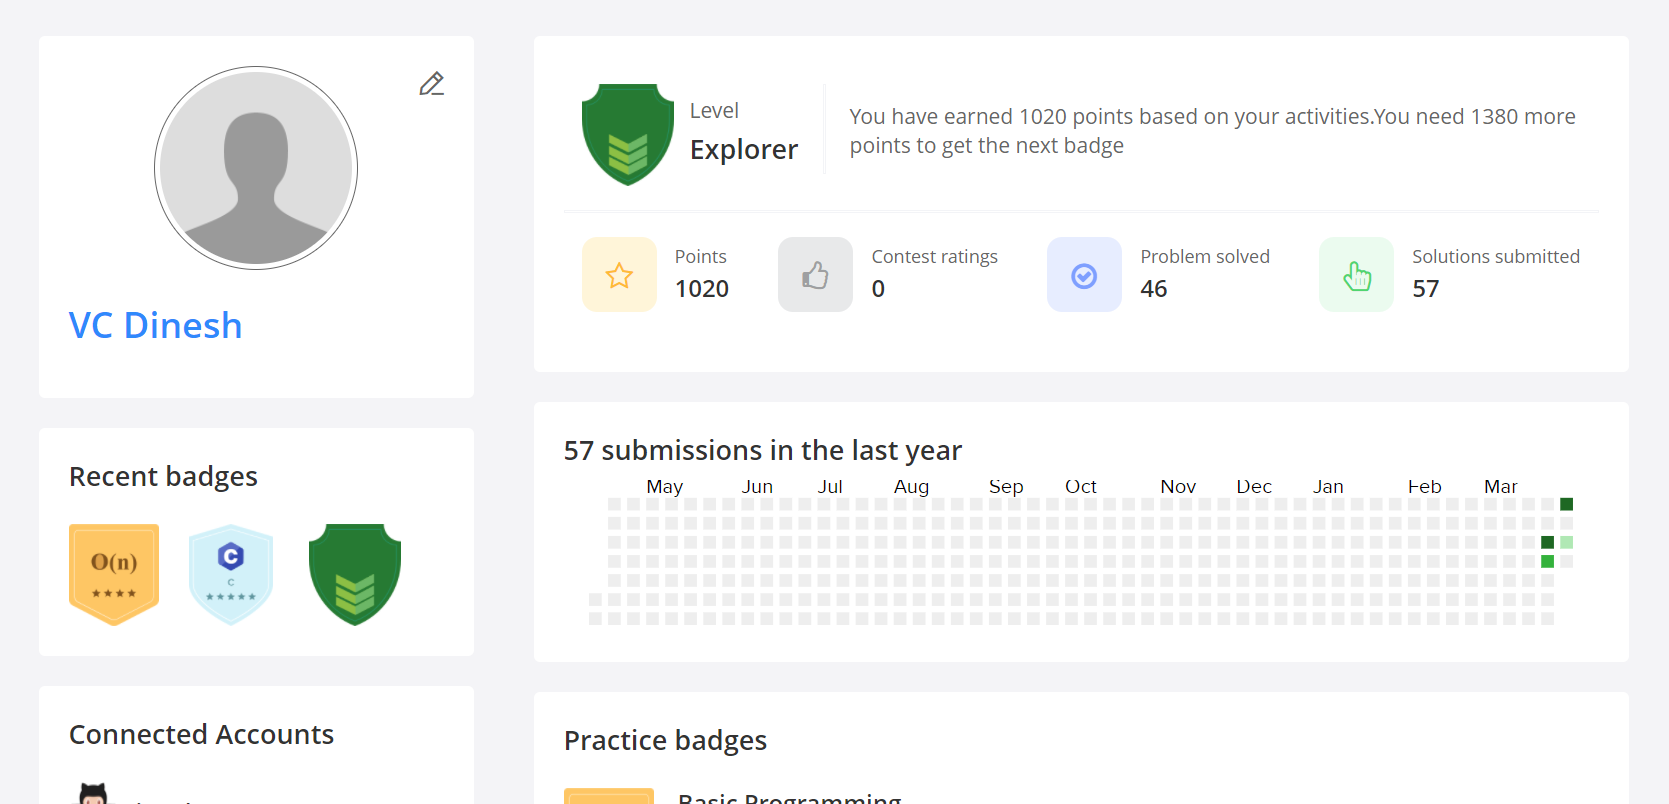 VC Dinesh
Recent badges
O(n)
C
C
Connected Accounts
Level
Explorer
You have earned 1020 points based on your activities.You need 1380 more
points to get the next badge
Points
1020
Contest ratings
0
Problem solved
46
Solutions submitted
57
57 submissions in the last year
May Jun Jul Aug Sep Oct Nov Dec Jan Feb Mar
Practice badges
Basic Programming